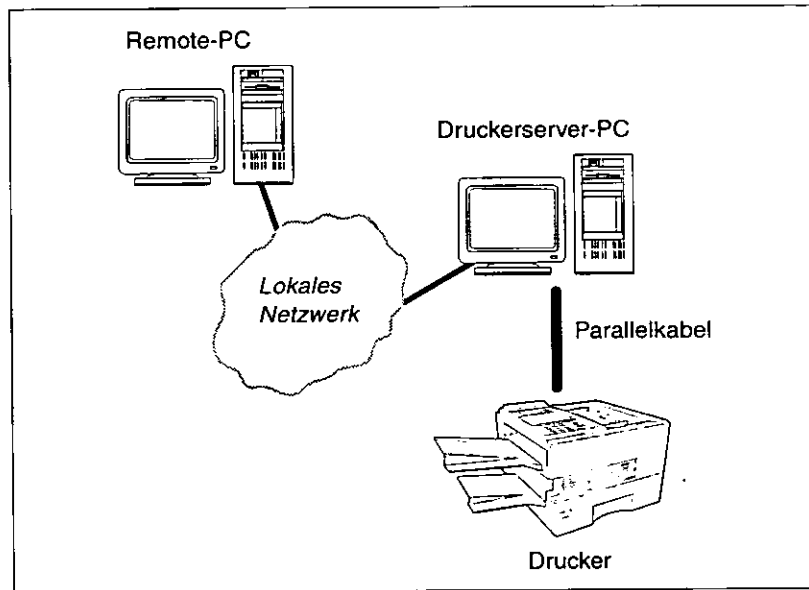 Remote-PC
Druckerserver-PC
Lokales
Netzwerk
Parallelkabel
Drucker